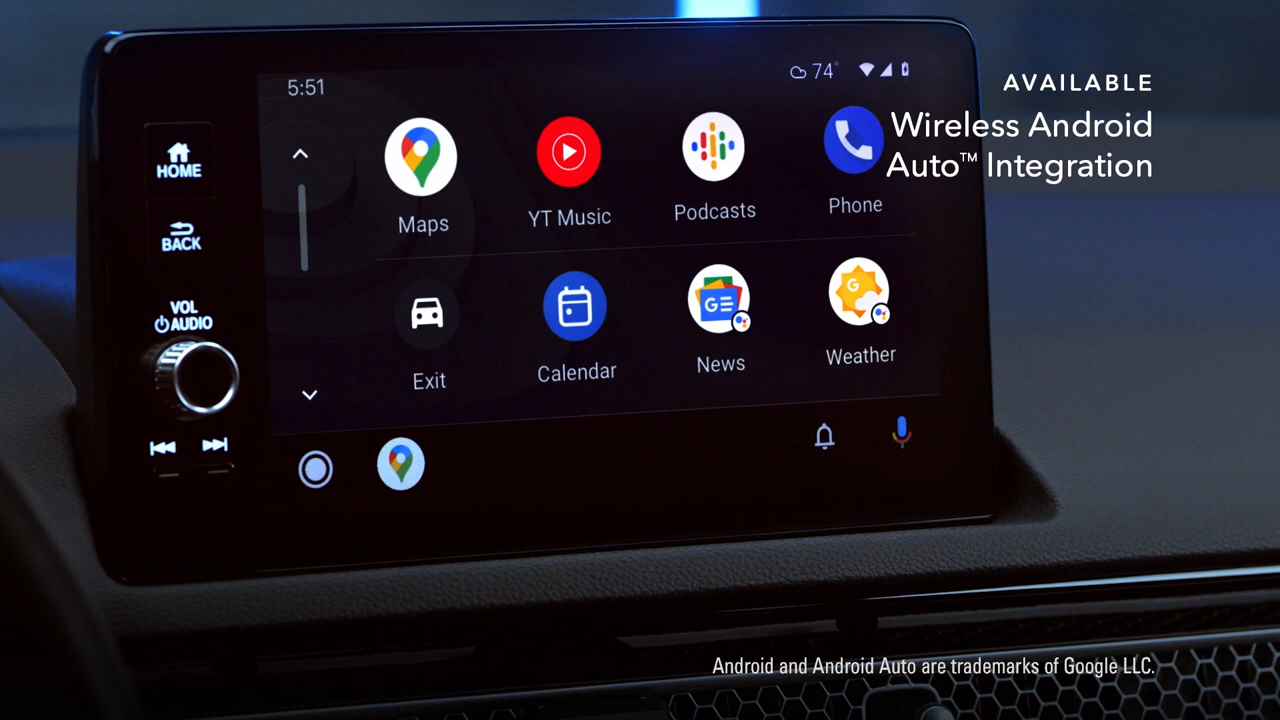 5:51
74°
AVAILABLE
Wireless Android
Auto™ Integration
HOME
BACK
VOL
AUDIO
Maps
YT Music
Podcasts
Phone
Exit
Calendar
News
Weather
G
G
Android and Android Auto are trademarks of Google LLC.